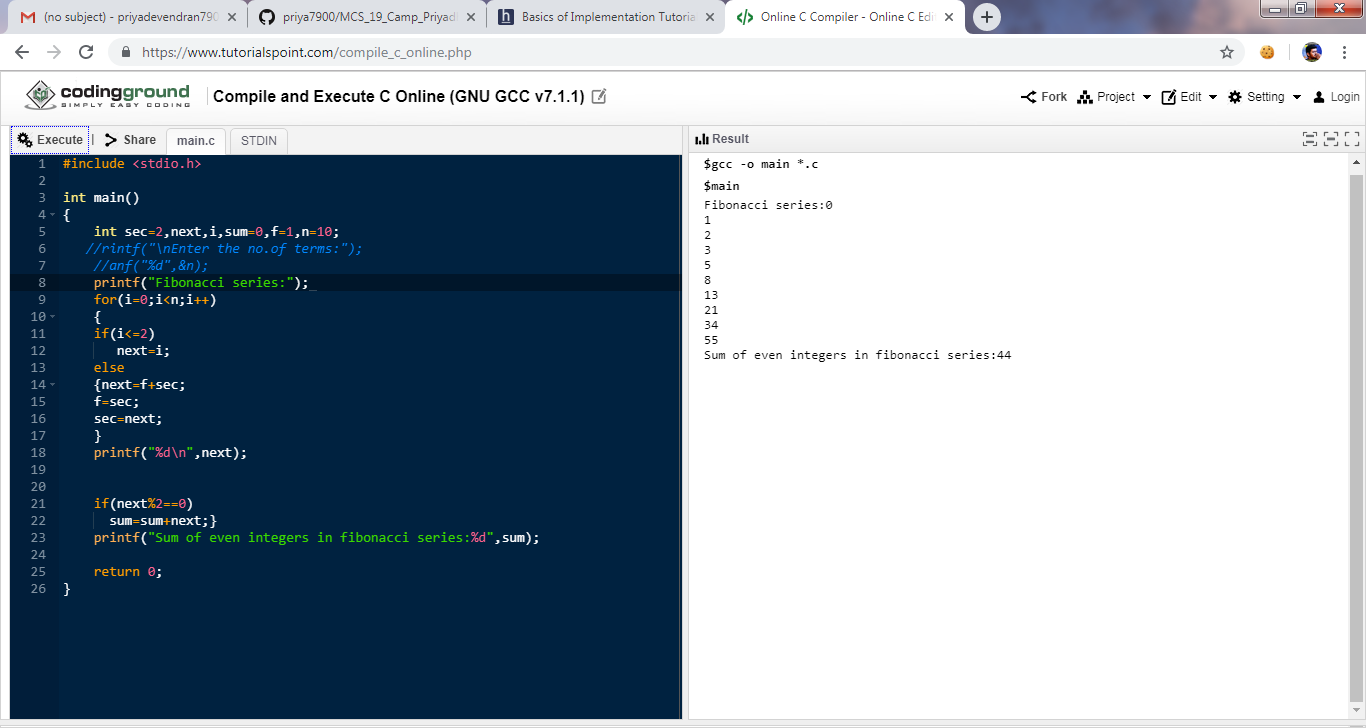 (no subject) - priyadevendran790
priya7900/MCS_19_Camp_Priyad
Basics of Implementation Tutoria
Online C Compiler - Online C Edi
https://www.tutorialspoint.com/compile_c_online.php
codingground
SIMPLY EASY CODING
Compile and Execute C Online (GNU GCC v7.1.1)
Fork
Project
Edit
Setting
Login
Execute | Share main.c STDIN
Result
1 #include <stdio.h>
2
3 int main()
4 {
5 int sec=2,next,i,sum=0,f=1,n=10;
6 //rintf("\nEnter the no.of terms:");
7 //anf("%d",&n);
8 printf("Fibonacci series:");_
9 for(i=0;i<n;i++)
10 {
11 if(i<=2)
12 next=i;
13 else
14 {next=f+sec;
15 f=sec;
16 sec=next;
17 }
18 printf("%d\n",next);
19
20
21 if(next%2==0)
22 sum=sum+next;}
23 printf("Sum of even integers in fibonacci series:%d",sum);
24
25 return 0;
26 }
$gcc -o main *.c
$main
Fibonacci series:0
1
2
3
5
8
13
21
34
55
Sum of even integers in fibonacci series:44